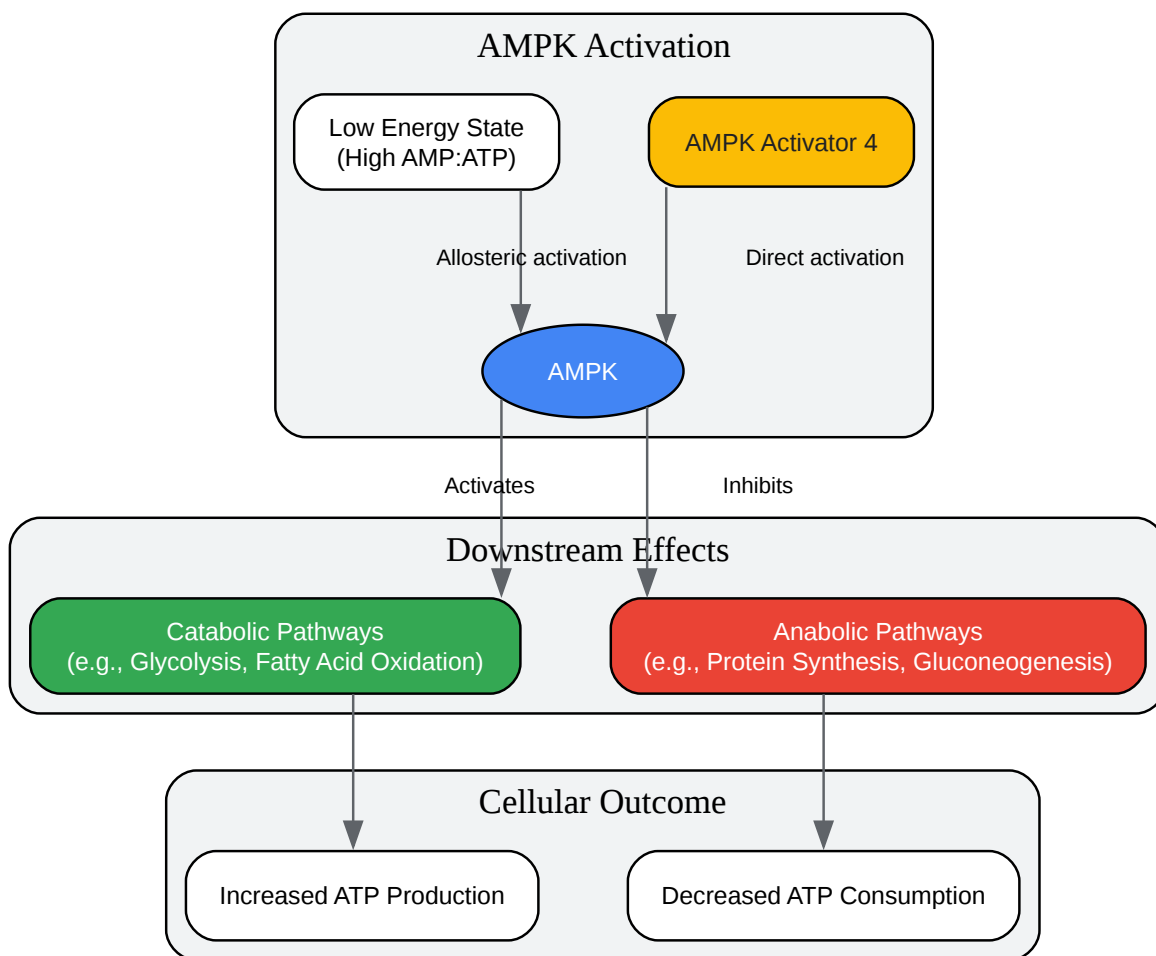 AMPK Activation
Low Energy State
(High AMP:ATP)
AMPK Activator 4
Allosteric activation
Direct activation
AMPK
Activates
Inhibits
Downstream Effects
Catabolic Pathways
(e.g., Glycolysis, Fatty Acid Oxidation)
Anabolic Pathways
(e.g., Protein Synthesis, Gluconeogenesis)
Cellular Outcome
Increased ATP Production
Decreased ATP Consumption